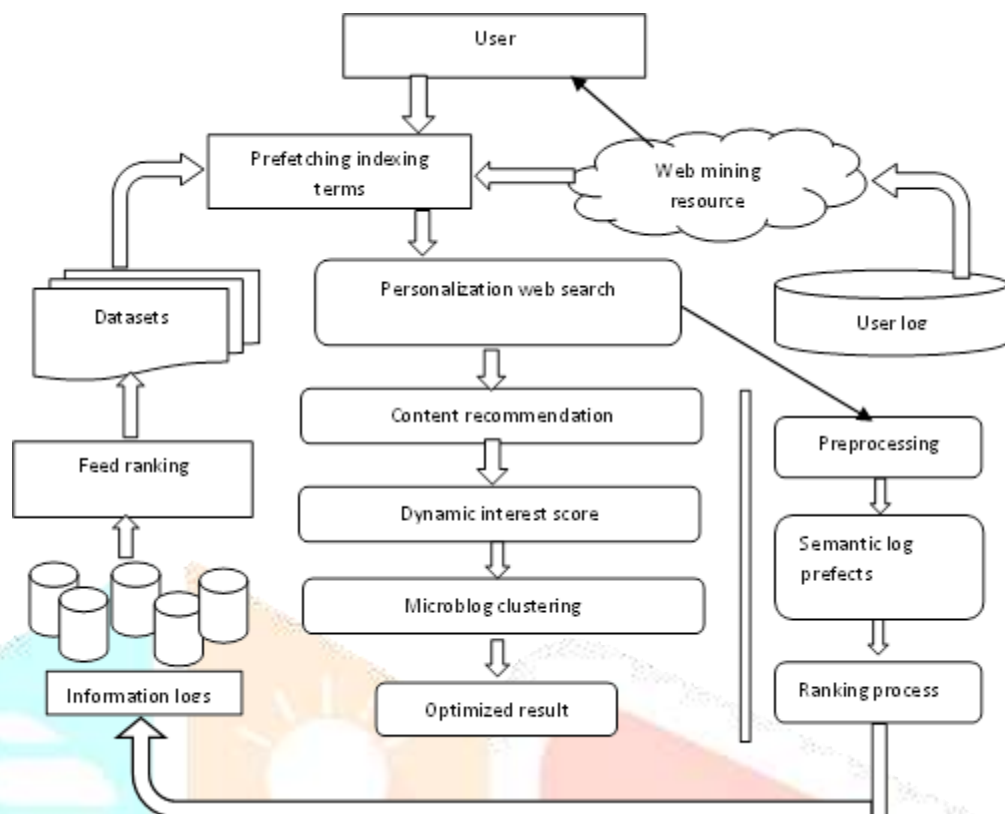 User
Prefetching indexing
terms
Web mining
resource
Personalization web search
Datasets
User log
Content recommendation
Preprocessing
Feed ranking
Dynamic interest score
Semantic log
prefects
Microblog clustering
Information logs
Optimized result
Ranking process